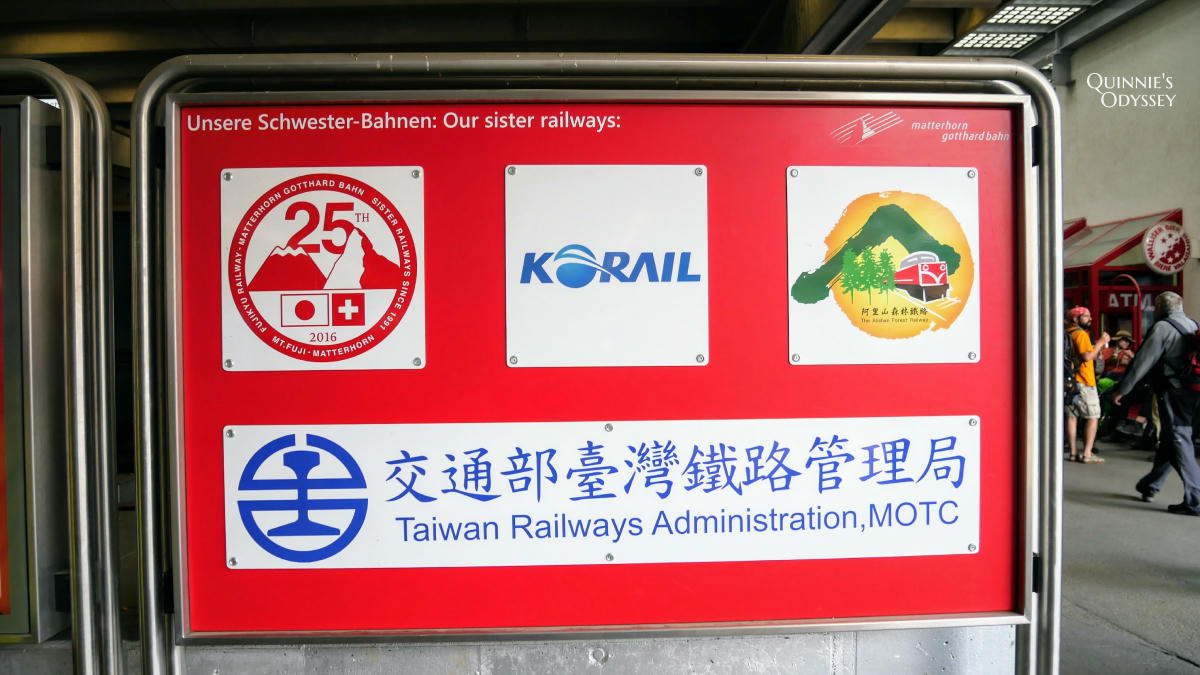 QUINNIE'S
ODYSSEY
Unsere Schwester-Bahnen: Our sister railways:
matterhorn
gotthard bahn
FUJIKYU RAILWAY - MATTERHORN GOTTHARD BAHN SISTER RAILWAYS SINCE 1991
25TH
2016
MT.FUJI - MATTERHORN
KORAIL
阿里山森林鐵路
The Alishan Forest Railway
交通部臺灣鐵路管理局
Taiwan Railways Administration,MOTC
ATM